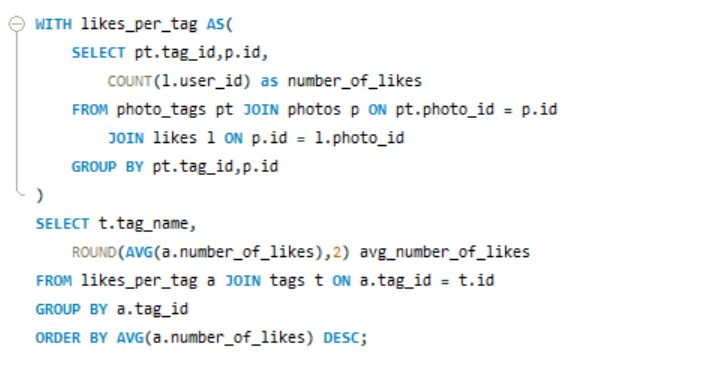 WITH likes_per_tag AS(
SELECT pt.tag_id,p.id,
COUNT(l.user_id) as number_of_likes
FROM photo_tags pt JOIN photos p ON pt.photo_id = p.id
JOIN likes l ON p.id = l.photo_id
GROUP BY pt.tag_id,p.id
)
SELECT t.tag_name,
ROUND(AVG(a.number_of_likes),2) avg_number_of_likes
FROM likes_per_tag a JOIN tags t ON a.tag_id = t.id
GROUP BY a.tag_id
ORDER BY AVG(a.number_of_likes) DESC;